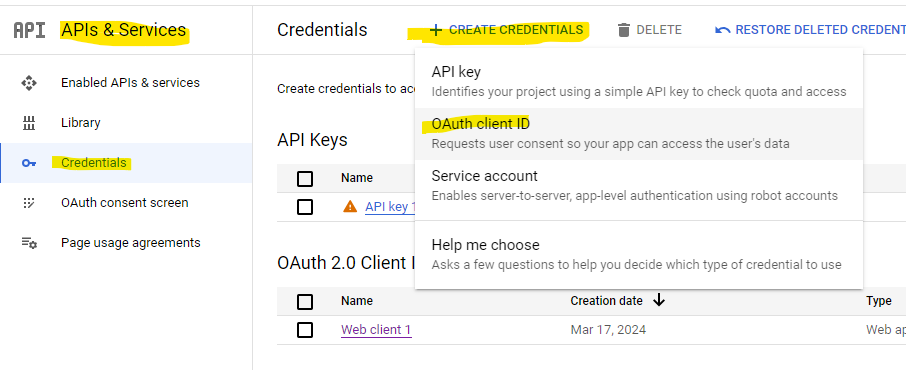 API APIs & Services
Credentials
+ CREATE CREDENTIALS
DELETE
RESTORE DELETED CREDENT
Enabled APIs & services
Library
Credentials
OAuth consent screen
Page usage agreements
Create credentials to acc
API key
Identifies your project using a simple API key to check quota and access
OAuth client ID
Requests user consent so your app can access the user's data
Service account
Enables server-to-server, app-level authentication using robot accounts
Help me choose
Asks a few questions to help you decide which type of credential to use
API Keys
Name
API key 1
OAuth 2.0 Client I
Name Creation date Type
Web client 1 Mar 17, 2024 Web ap